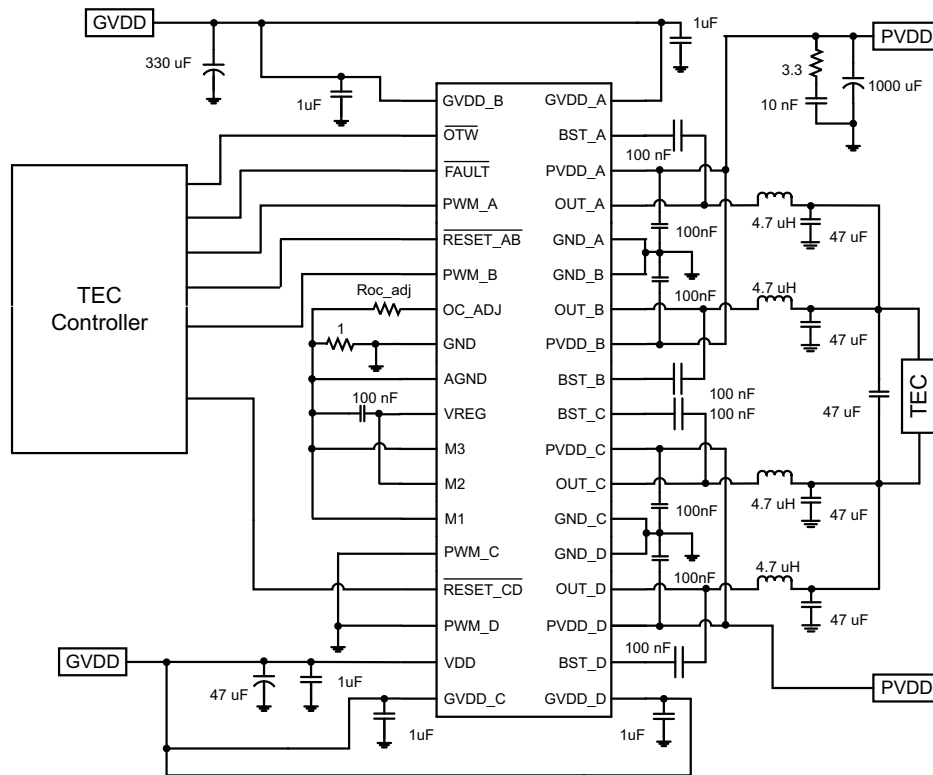 GVDD
330 uF
1uF
1uF
PVDD
3.3
10 nF
1000 uF
TEC
Controller
GVDD_B
OTW
FAULT
PWM_A
RESET_AB
PWM_B
OC_ADJ
GND
AGND
VREG
M3
M2
M1
PWM_C
RESET_CD
PWM_D
VDD
GVDD_C
GVDD_A
BST_A
PVDD_A
OUT_A
GND_A
GND_B
OUT_B
PVDD_B
BST_B
BST_C
PVDD_C
OUT_C
GND_C
GND_D
OUT_D
PVDD_D
BST_D
GVDD_D
Roc_adj
1
100 nF
100 nF
100nF
100nF
100 nF
100 nF
100nF
100nF
100 nF
4.7 uH
47 uF
4.7 uH
47 uF
47 uF
TEC
4.7 uH
47 uF
4.7 uH
47 uF
GVDD
47 uF
1uF
1uF
1uF
PVDD